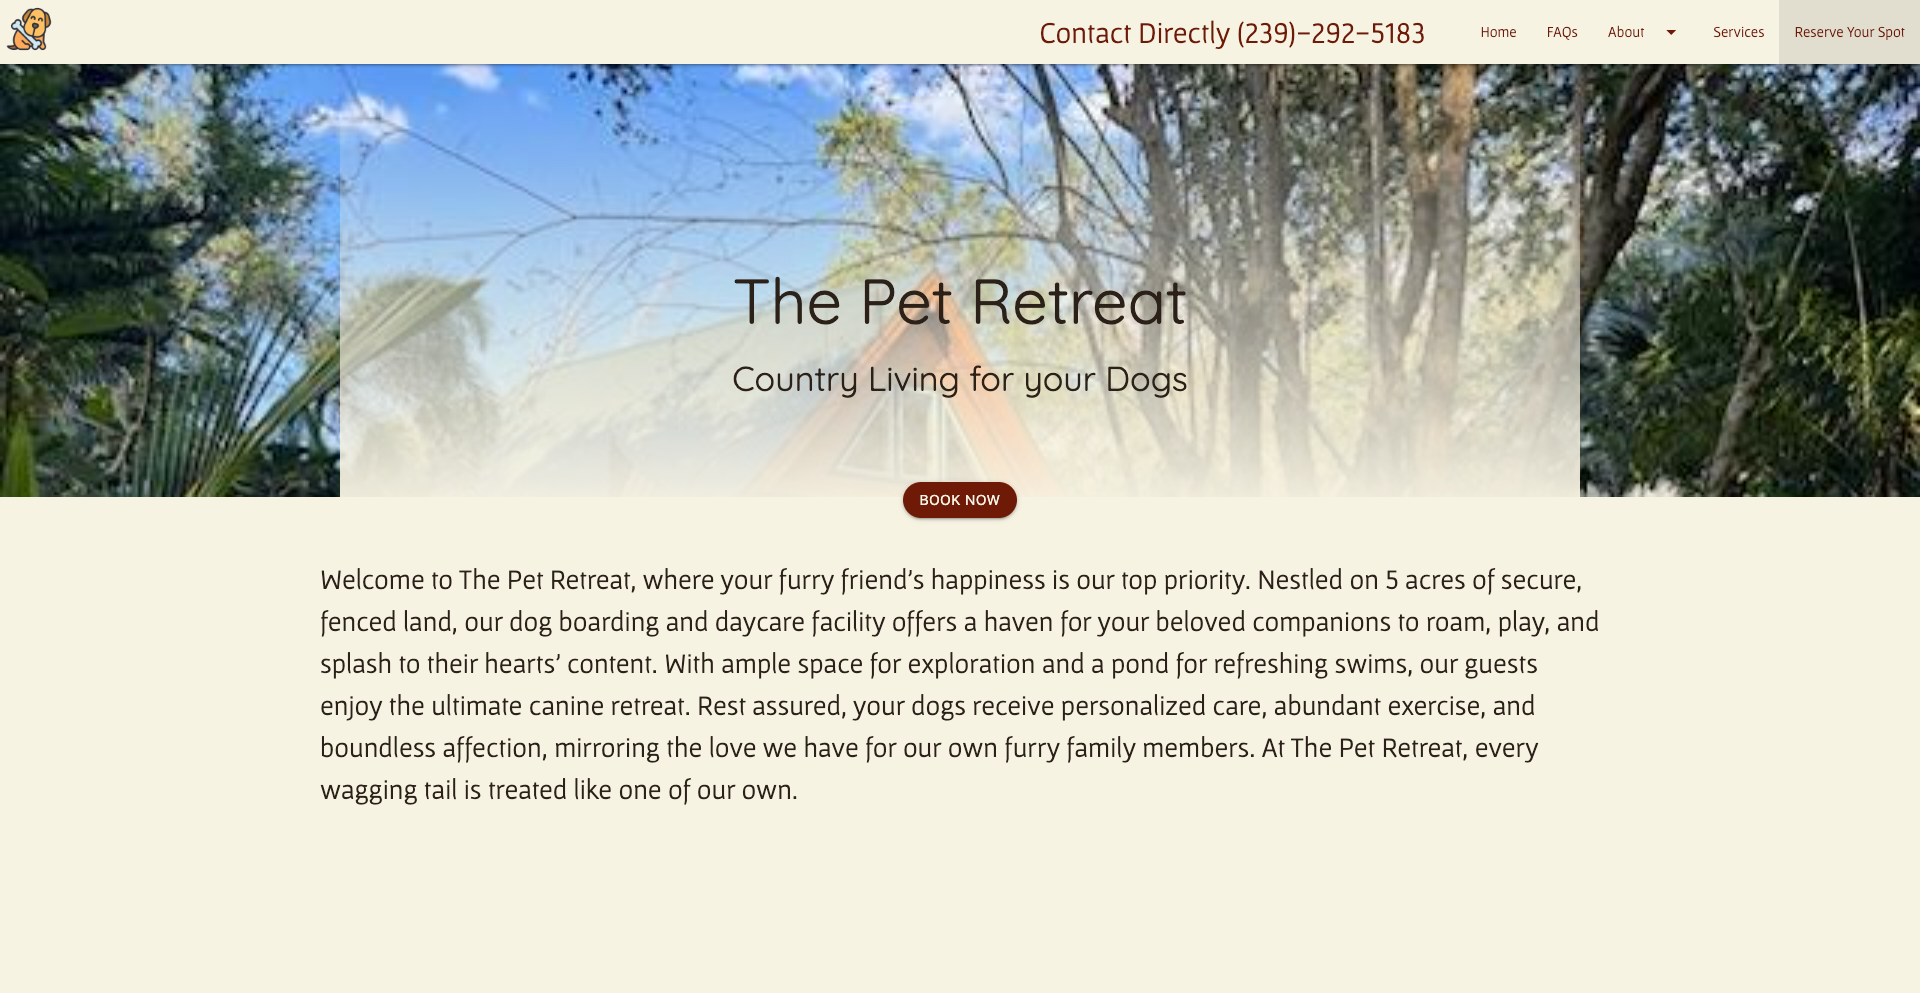 Contact Directly (239)-292-5183
Home
FAQs
About
Services
Reserve Your Spot
The Pet Retreat
Country Living for your Dogs
BOOK NOW
Welcome to The Pet Retreat, where your furry friend's happiness is our top priority. Nestled on 5 acres of secure,
fenced land, our dog boarding and daycare facility offers a haven for your beloved companions to roam, play, and
splash to their hearts' content. With ample space for exploration and a pond for refreshing swims, our guests
enjoy the ultimate canine retreat. Rest assured, your dogs receive personalized care, abundant exercise, and
boundless affection, mirroring the love we have for our own furry family members. At The Pet Retreat, every
wagging tail is treated like one of our own.